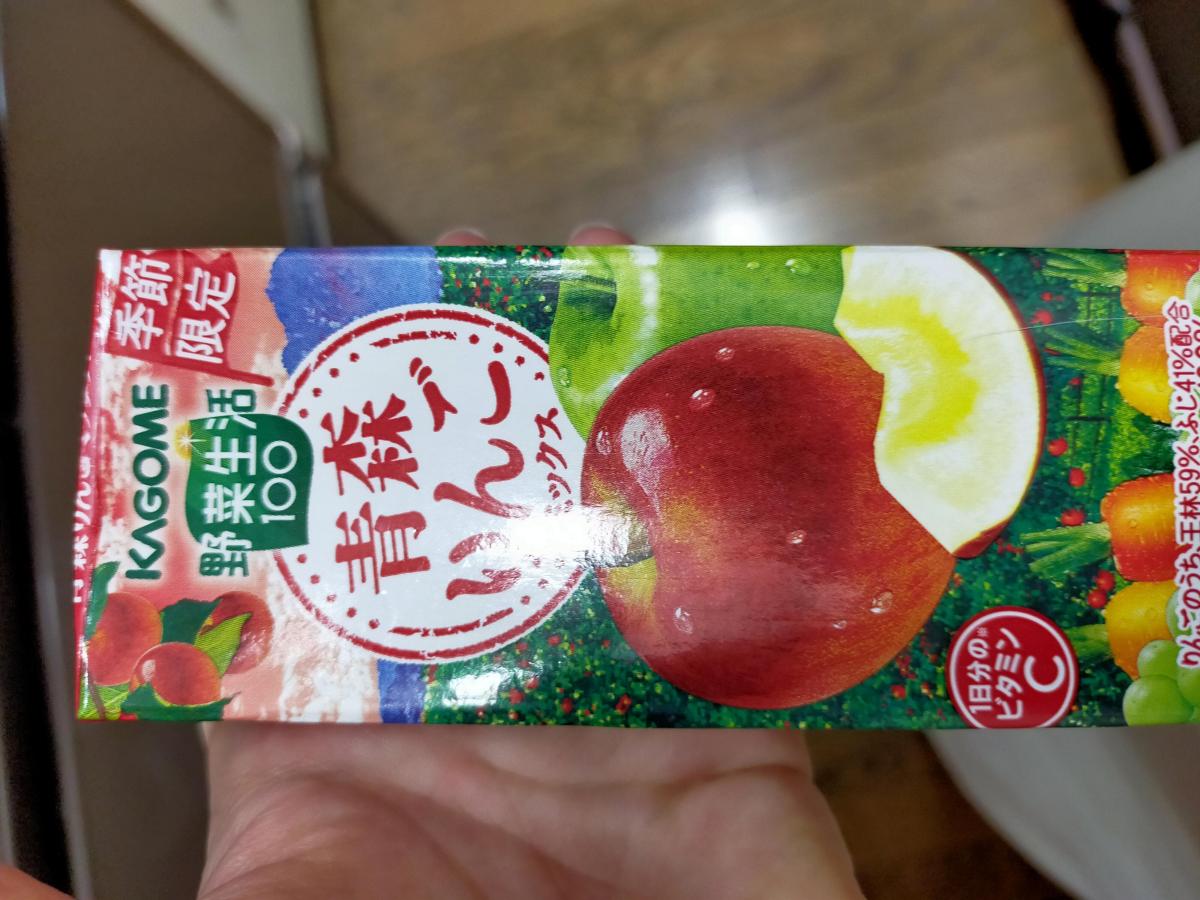 季節
限定
KAGOME
野菜生活
100
青森
りんご
ミックス
1日分の※
ビタミン
C
りんごのうち、王林59%、ふじ41%配合